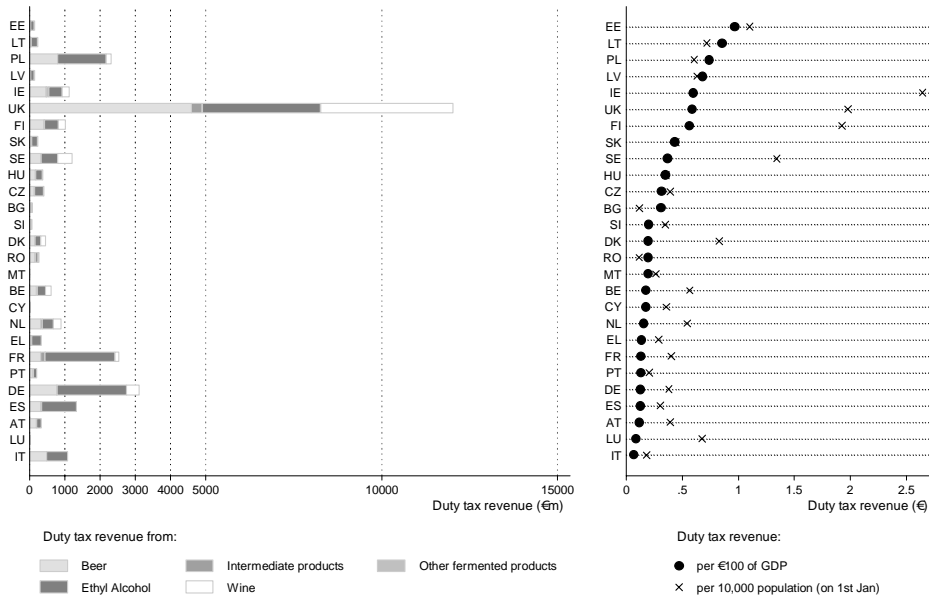 EE
LT
PL
LV
IE
UK
FI
SK
SE
HU
CZ
BG
SI
DK
RO
MT
BE
CY
NL
EL
FR
PT
DE
ES
AT
LU
IT
0 1000 2000 3000 4000 5000 10000 15000
Duty tax revenue (€m)
Duty tax revenue from:
Beer Intermediate products Other fermented products
Ethyl Alcohol Wine
EE
LT
PL
LV
IE
UK
FI
SK
SE
HU
CZ
BG
SI
DK
RO
MT
BE
CY
NL
EL
FR
PT
DE
ES
AT
LU
IT
0 .5 1 1.5 2 2.5
Duty tax revenue (€)
Duty tax revenue:
per €100 of GDP
per 10,000 population (on 1st Jan)